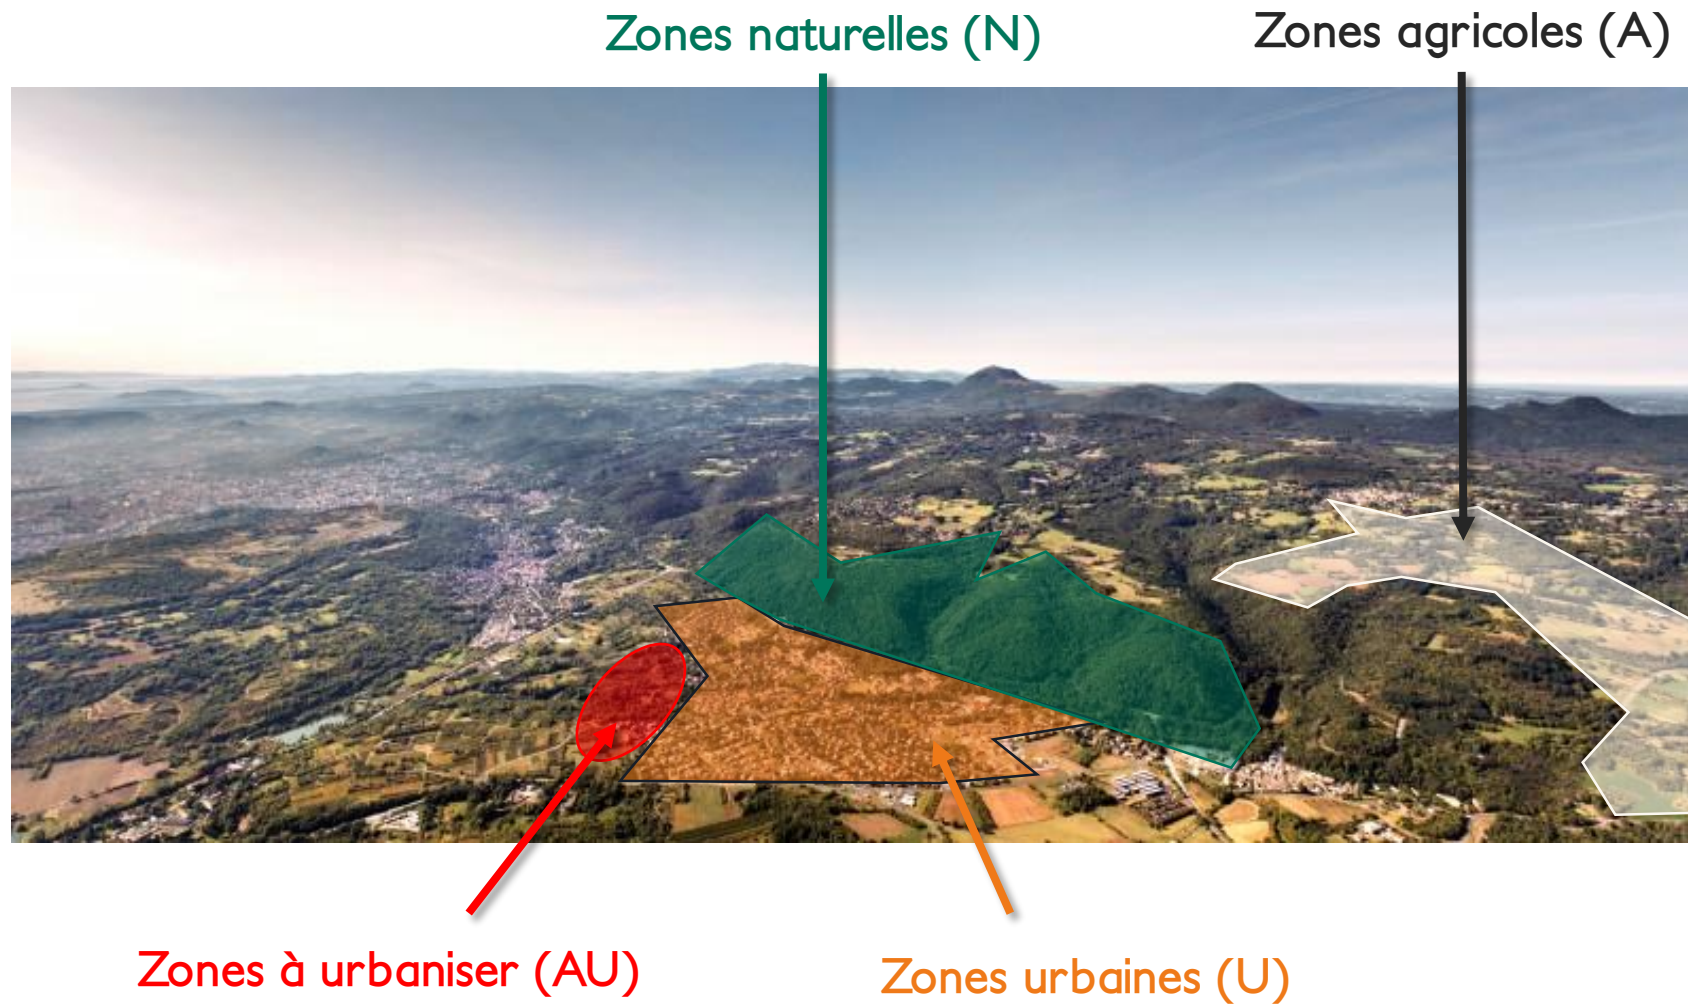 Zones naturelles (N)
Zones agricoles (A)
Zones à urbaniser (AU)
Zones urbaines (U)